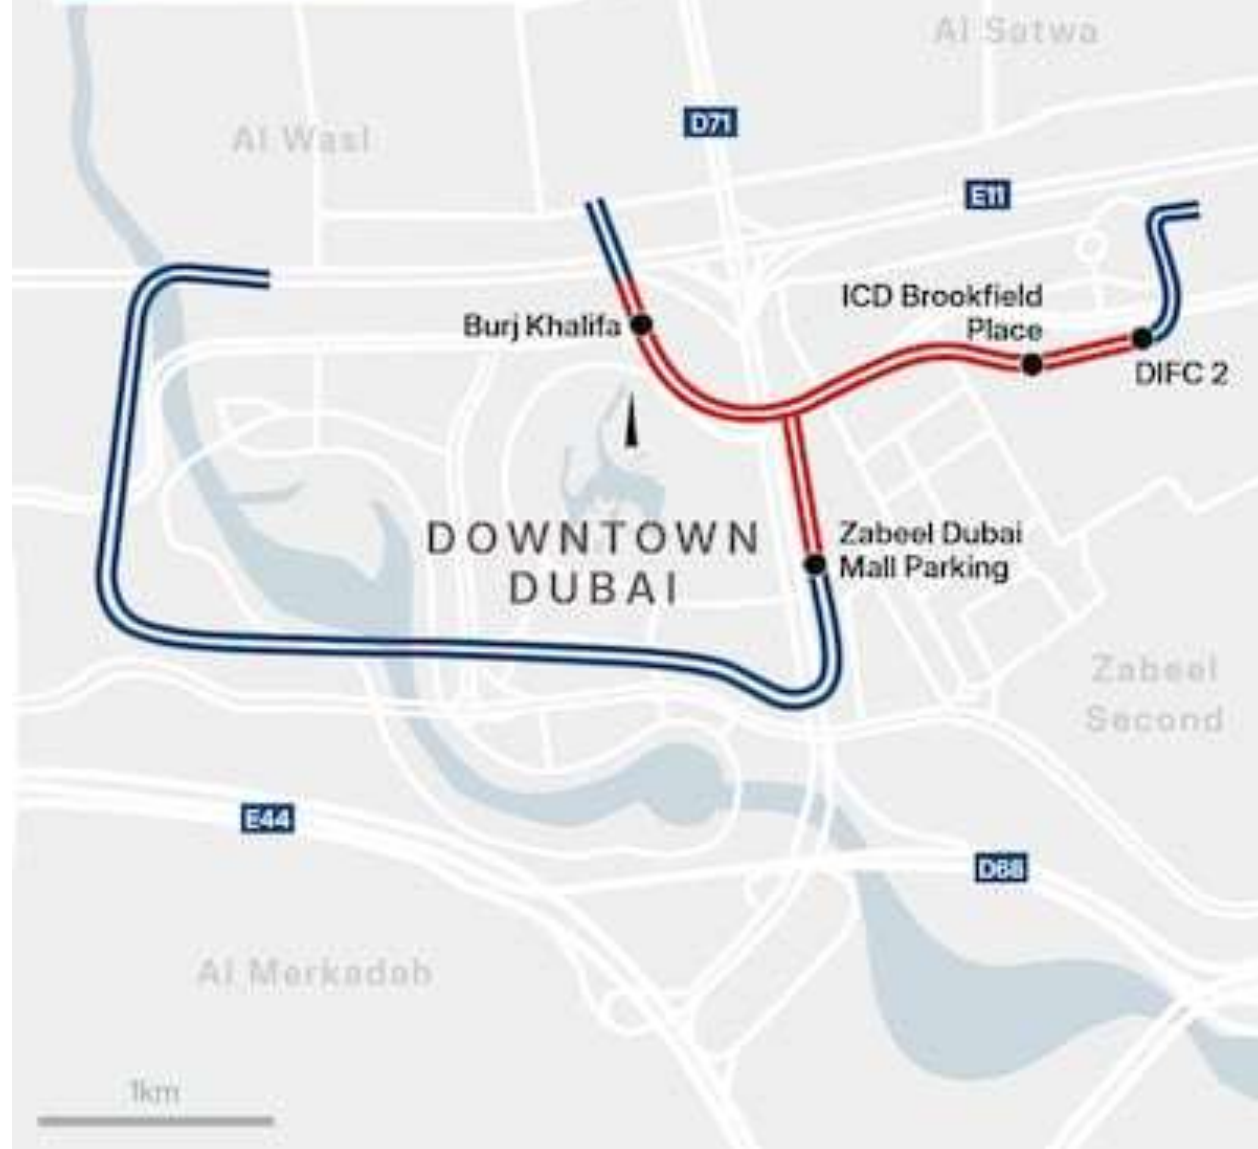 Al Satwa
D71
Al Wasl
E11
ICD Brookfield
Place
Burj Khalifa
DIFC 2
DOWNTOWN
DUBAI
Zabeel Dubai
Mall Parking
Zabeel
Second
E44
D68
Al Merkadab
1km